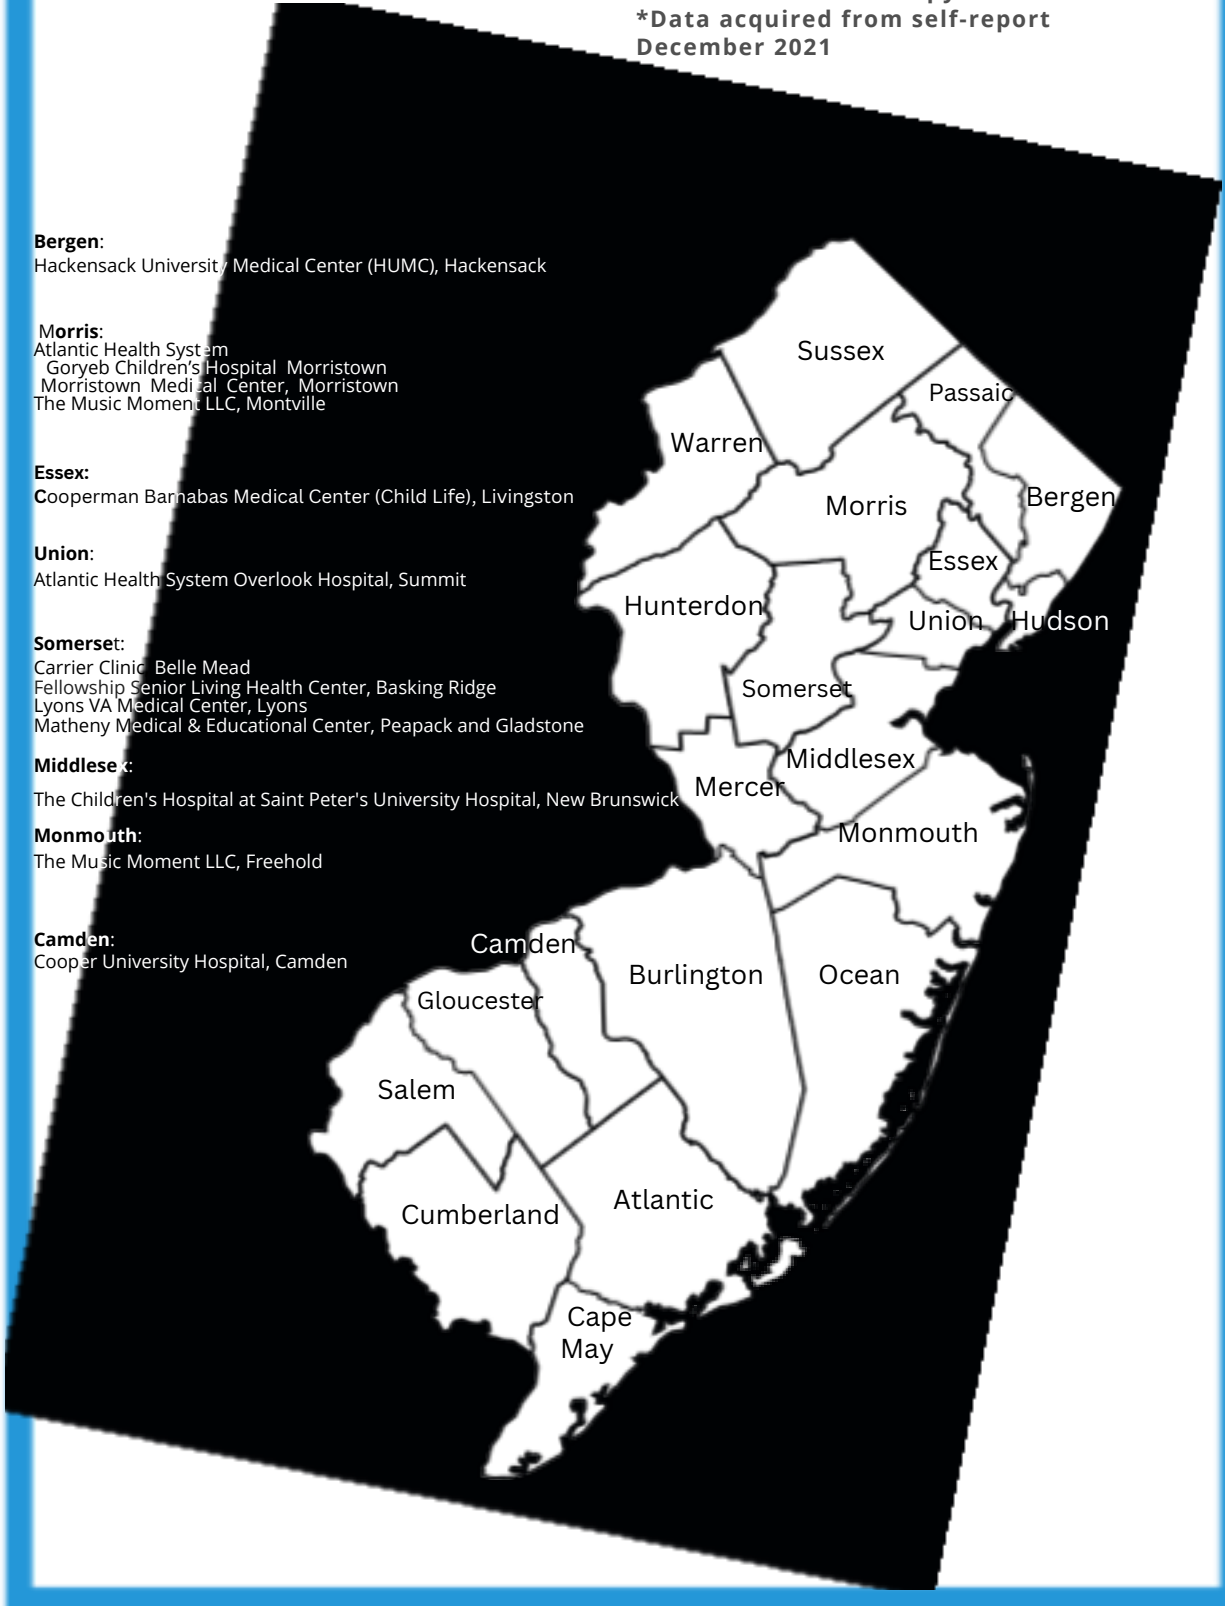 *Data acquired from self-report
December 2021
Bergen:
Hackensack University Medical Center (HUMC), Hackensack
Morris:
Atlantic Health System
Goryeb Children's Hospital Morristown
Morristown Medical Center, Morristown
The Music Moment LLC, Montville
Essex:
Cooperman Barnabas Medical Center (Child Life), Livingston
Union:
Atlantic Health System Overlook Hospital, Summit
Somerset:
Carrier Clinic Belle Mead
Fellowship Senior Living Health Center, Basking Ridge
Lyons VA Medical Center, Lyons
Matheny Medical & Educational Center, Peapack and Gladstone
Middlesex:
The Children's Hospital at Saint Peter's University Hospital, New Brunswick
Monmouth:
The Music Moment LLC, Freehold
Camden:
Cooper University Hospital, Camden
Sussex
Passaic
Warren
Bergen
Morris
Essex
Hunterdon
Union
Hudson
Somerset
Middlesex
Mercer
Monmouth
Camden
Burlington
Ocean
Gloucester
Salem
Atlantic
Cumberland
Cape
May